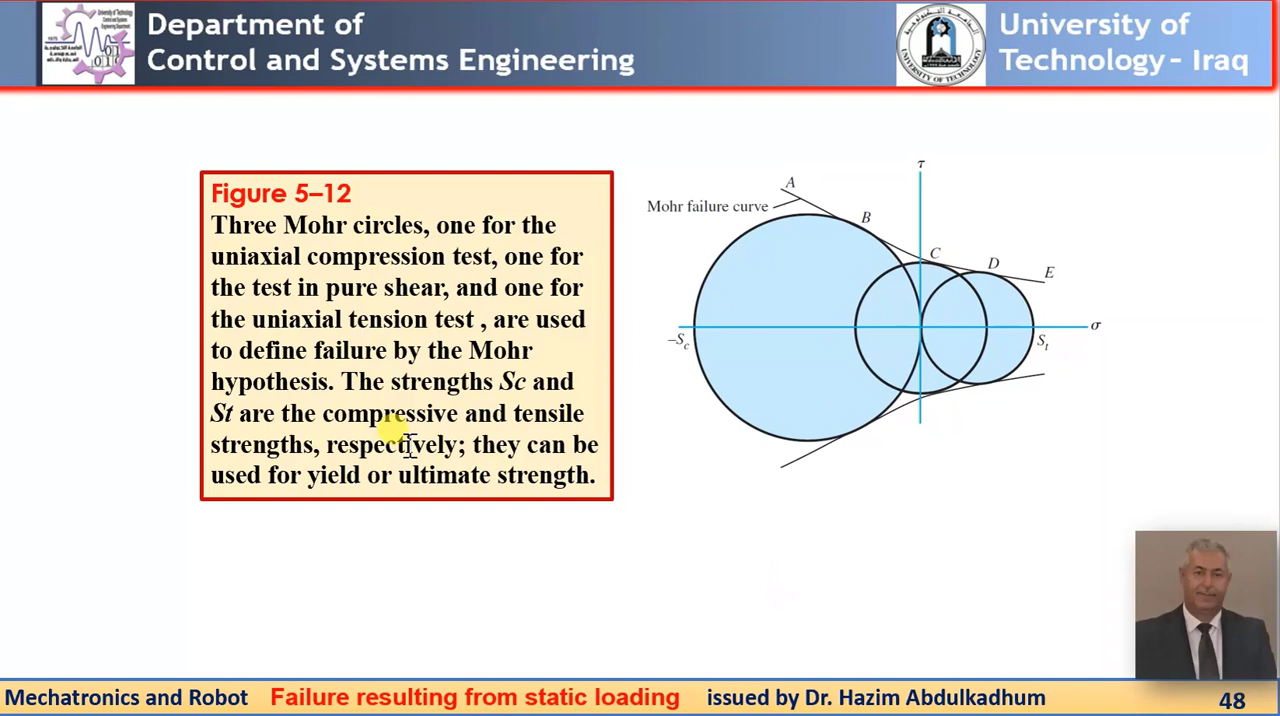 Department of
Control and Systems Engineering
University of
Technology - Iraq
Figure 5–12
Three Mohr circles, one for the
uniaxial compression test, one for
the test in pure shear, and one for
the uniaxial tension test , are used
to define failure by the Mohr
hypothesis. The strengths Sc and
St are the compressive and tensile
strengths, respectively; they can be
used for yield or ultimate strength.
τ
A
Mohr failure curve
B
C
D
E
σ
–Sc
St
Mechatronics and Robot Failure resulting from static loading issued by Dr. Hazim Abdulkadhum 48